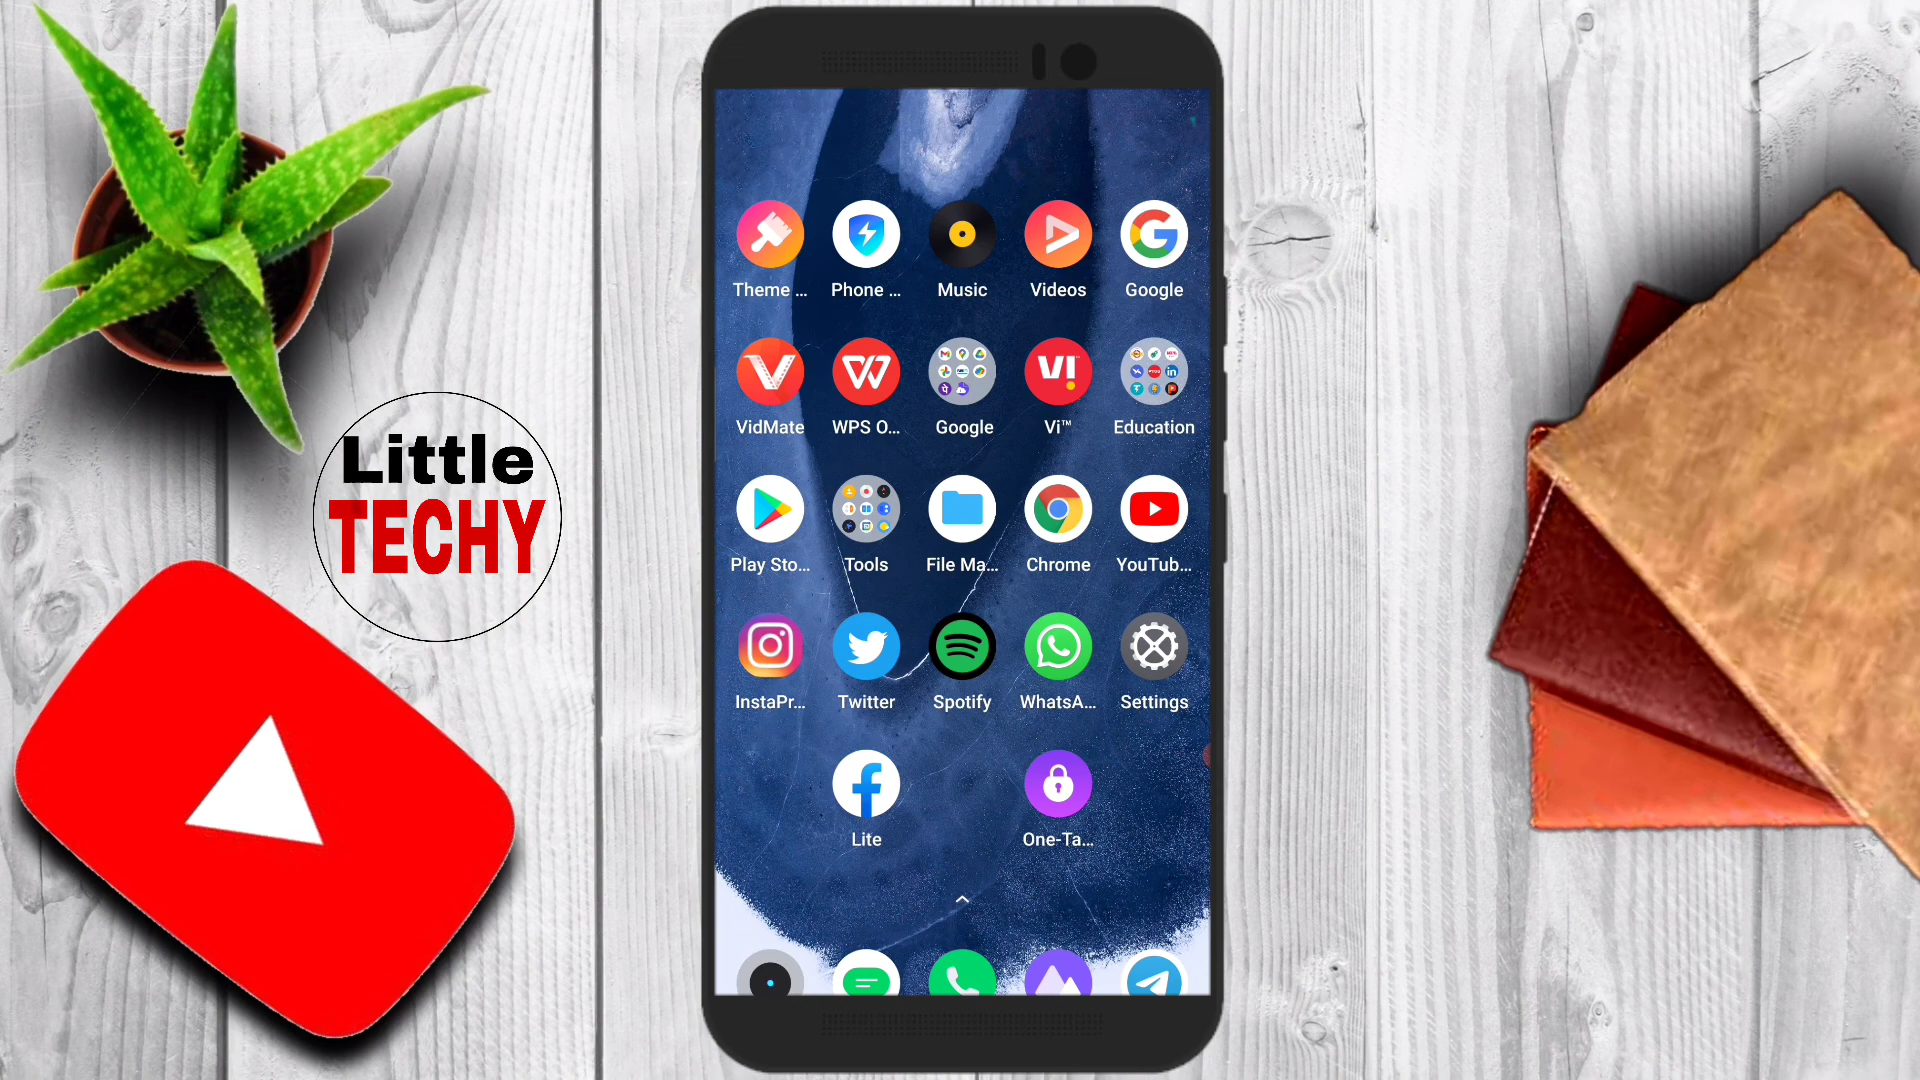 Little
TECHY
Theme ...
Phone ...
Music
Videos
Google
VidMate
WPS O...
Google
Vi™
Education
Play Sto...
Tools
File Ma...
Chrome
YouTub...
InstaPr...
Twitter
Spotify
WhatsA...
Settings
Lite
One-Ta...